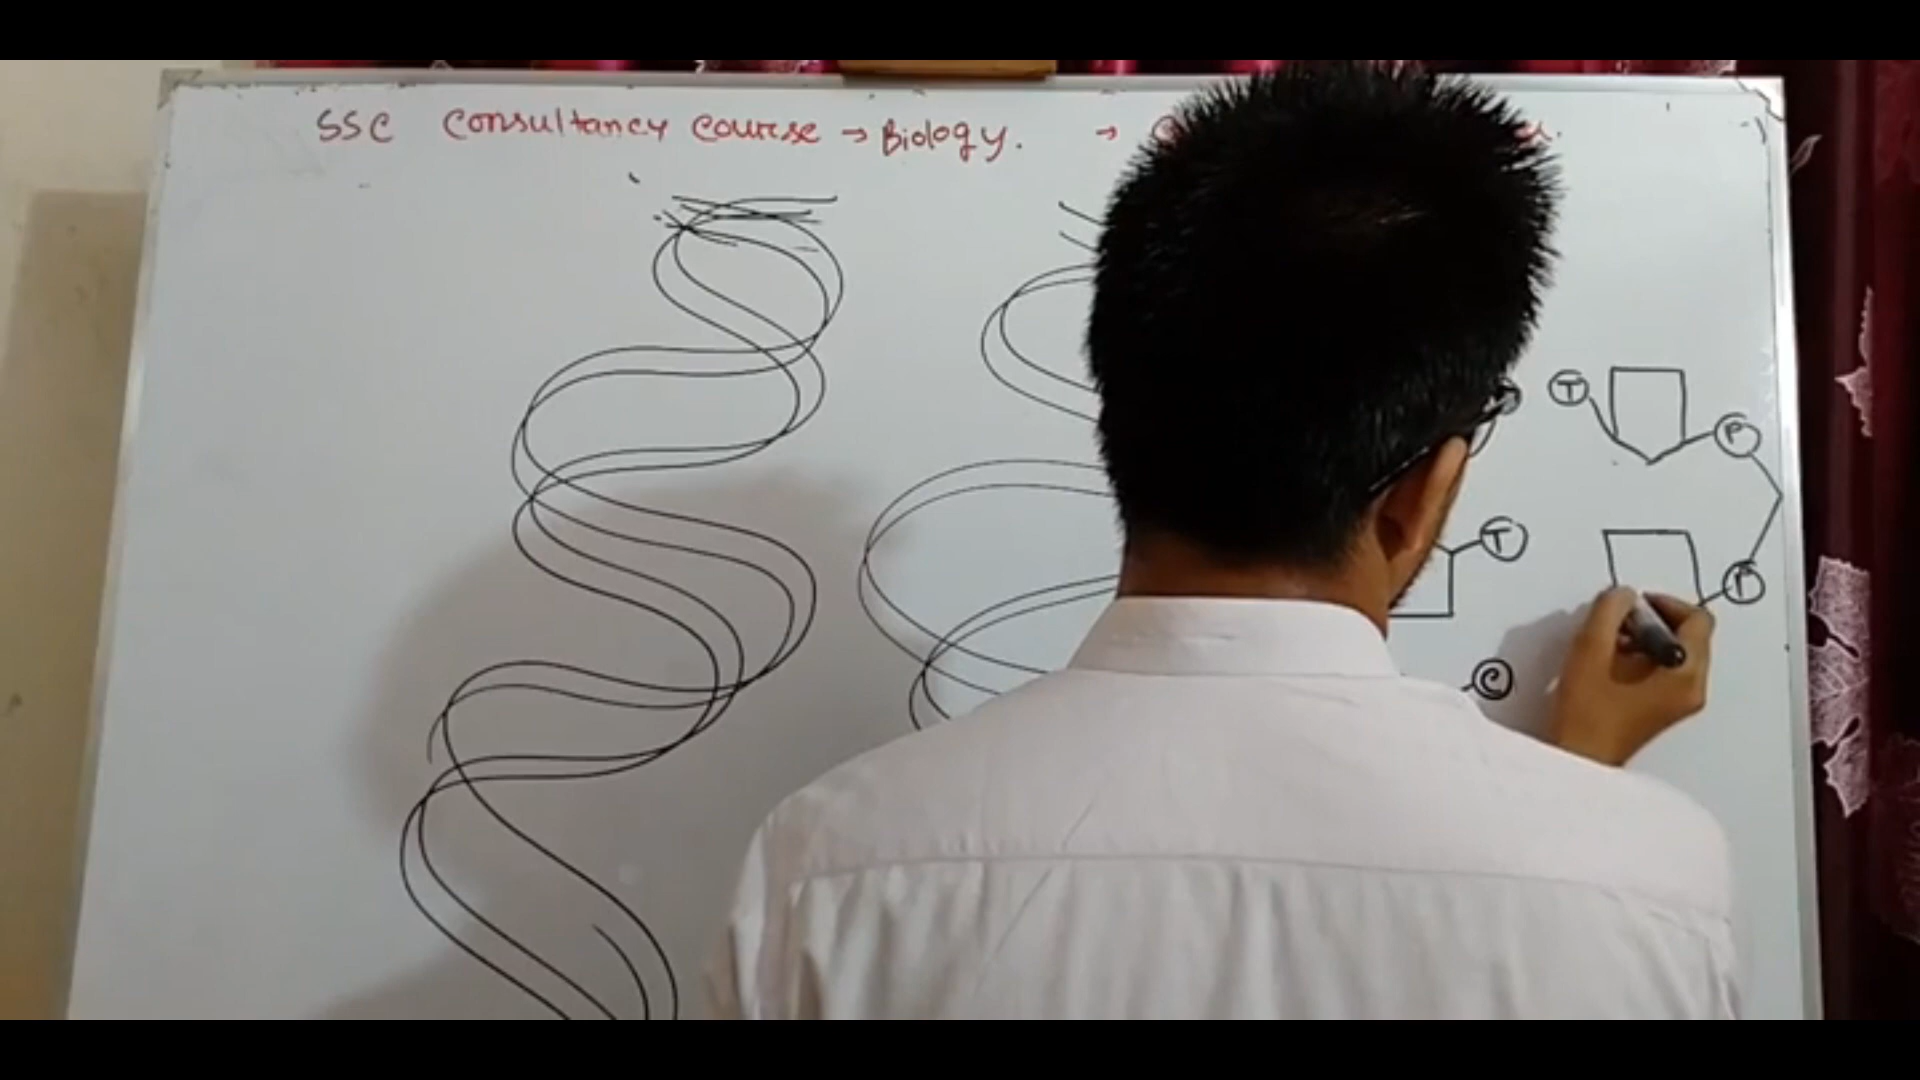 SSC Consultancy Course → Biology. →
T
P
T
P
C